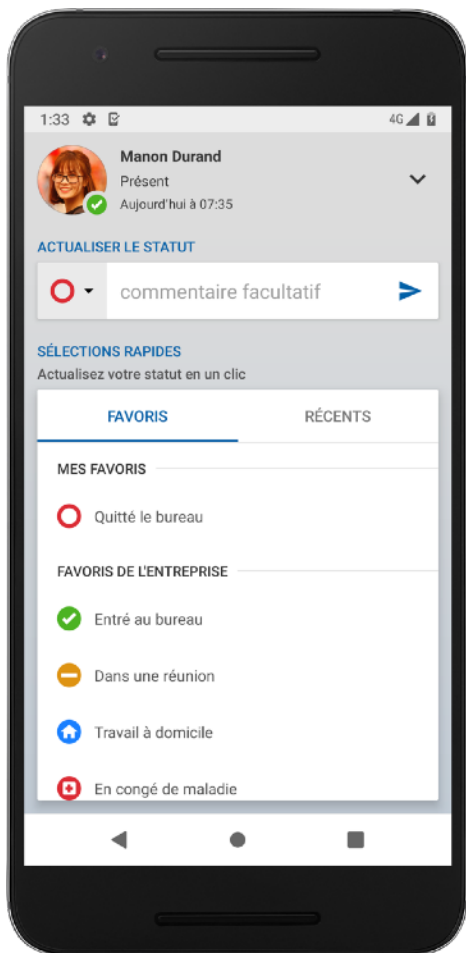 1:33
4G
Manon Durand
Présent
Aujourd'hui à 07:35
ACTUALISER LE STATUT
commentaire facultatif
SÉLECTIONS RAPIDES
Actualisez votre statut en un clic
FAVORIS
RÉCENTS
MES FAVORIS
Quitté le bureau
FAVORIS DE L'ENTREPRISE
Entré au bureau
Dans une réunion
Travail à domicile
En congé de maladie